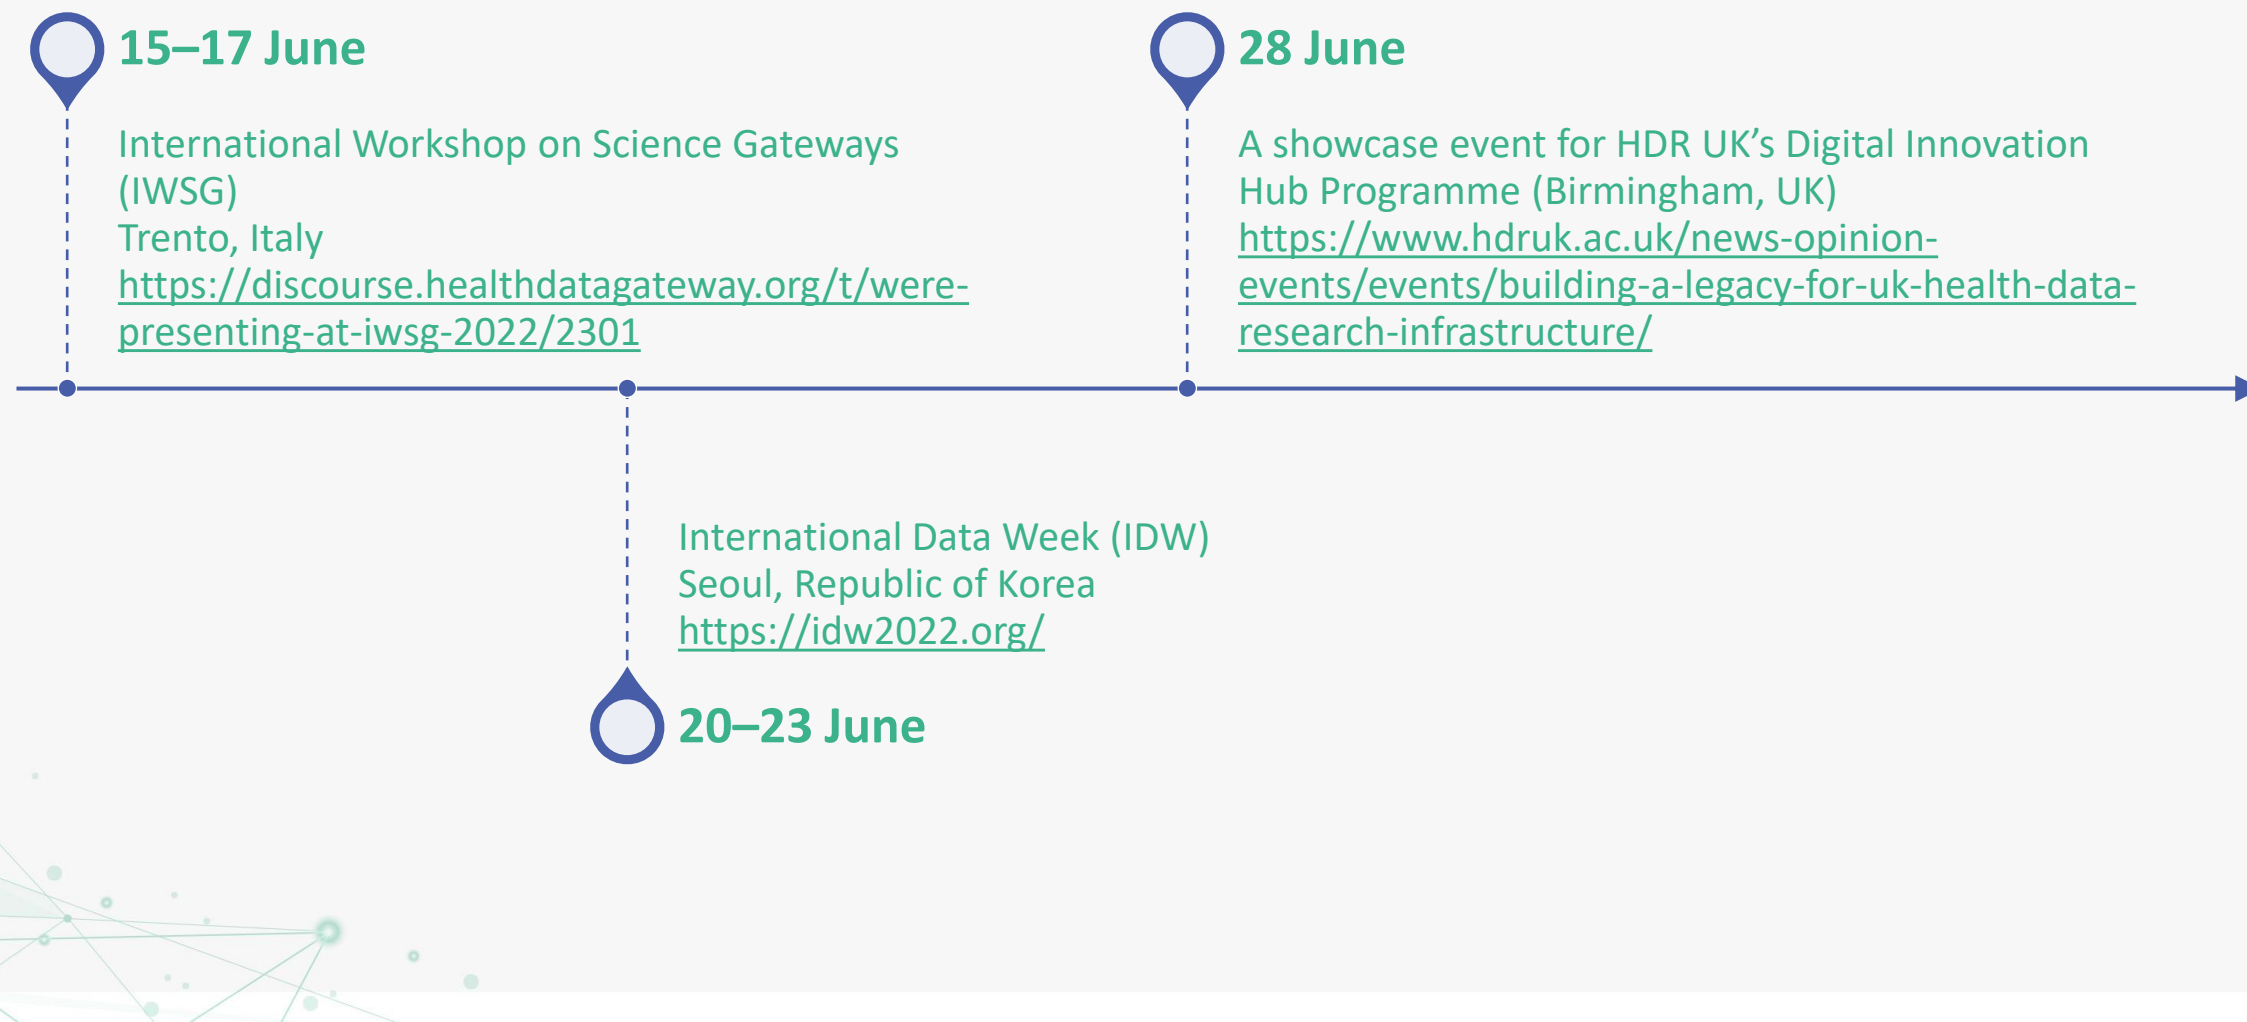 15–17 June
International Workshop on Science Gateways
(IWSG)
Trento, Italy
https://discourse.healthdatagateway.org/t/were-
presenting-at-iwsg-2022/2301
28 June
A showcase event for HDR UK’s Digital Innovation
Hub Programme (Birmingham, UK)
https://www.hdruk.ac.uk/news-opinion-
events/events/building-a-legacy-for-uk-health-data-
research-infrastructure/
International Data Week (IDW)
Seoul, Republic of Korea
https://idw2022.org/
20–23 June